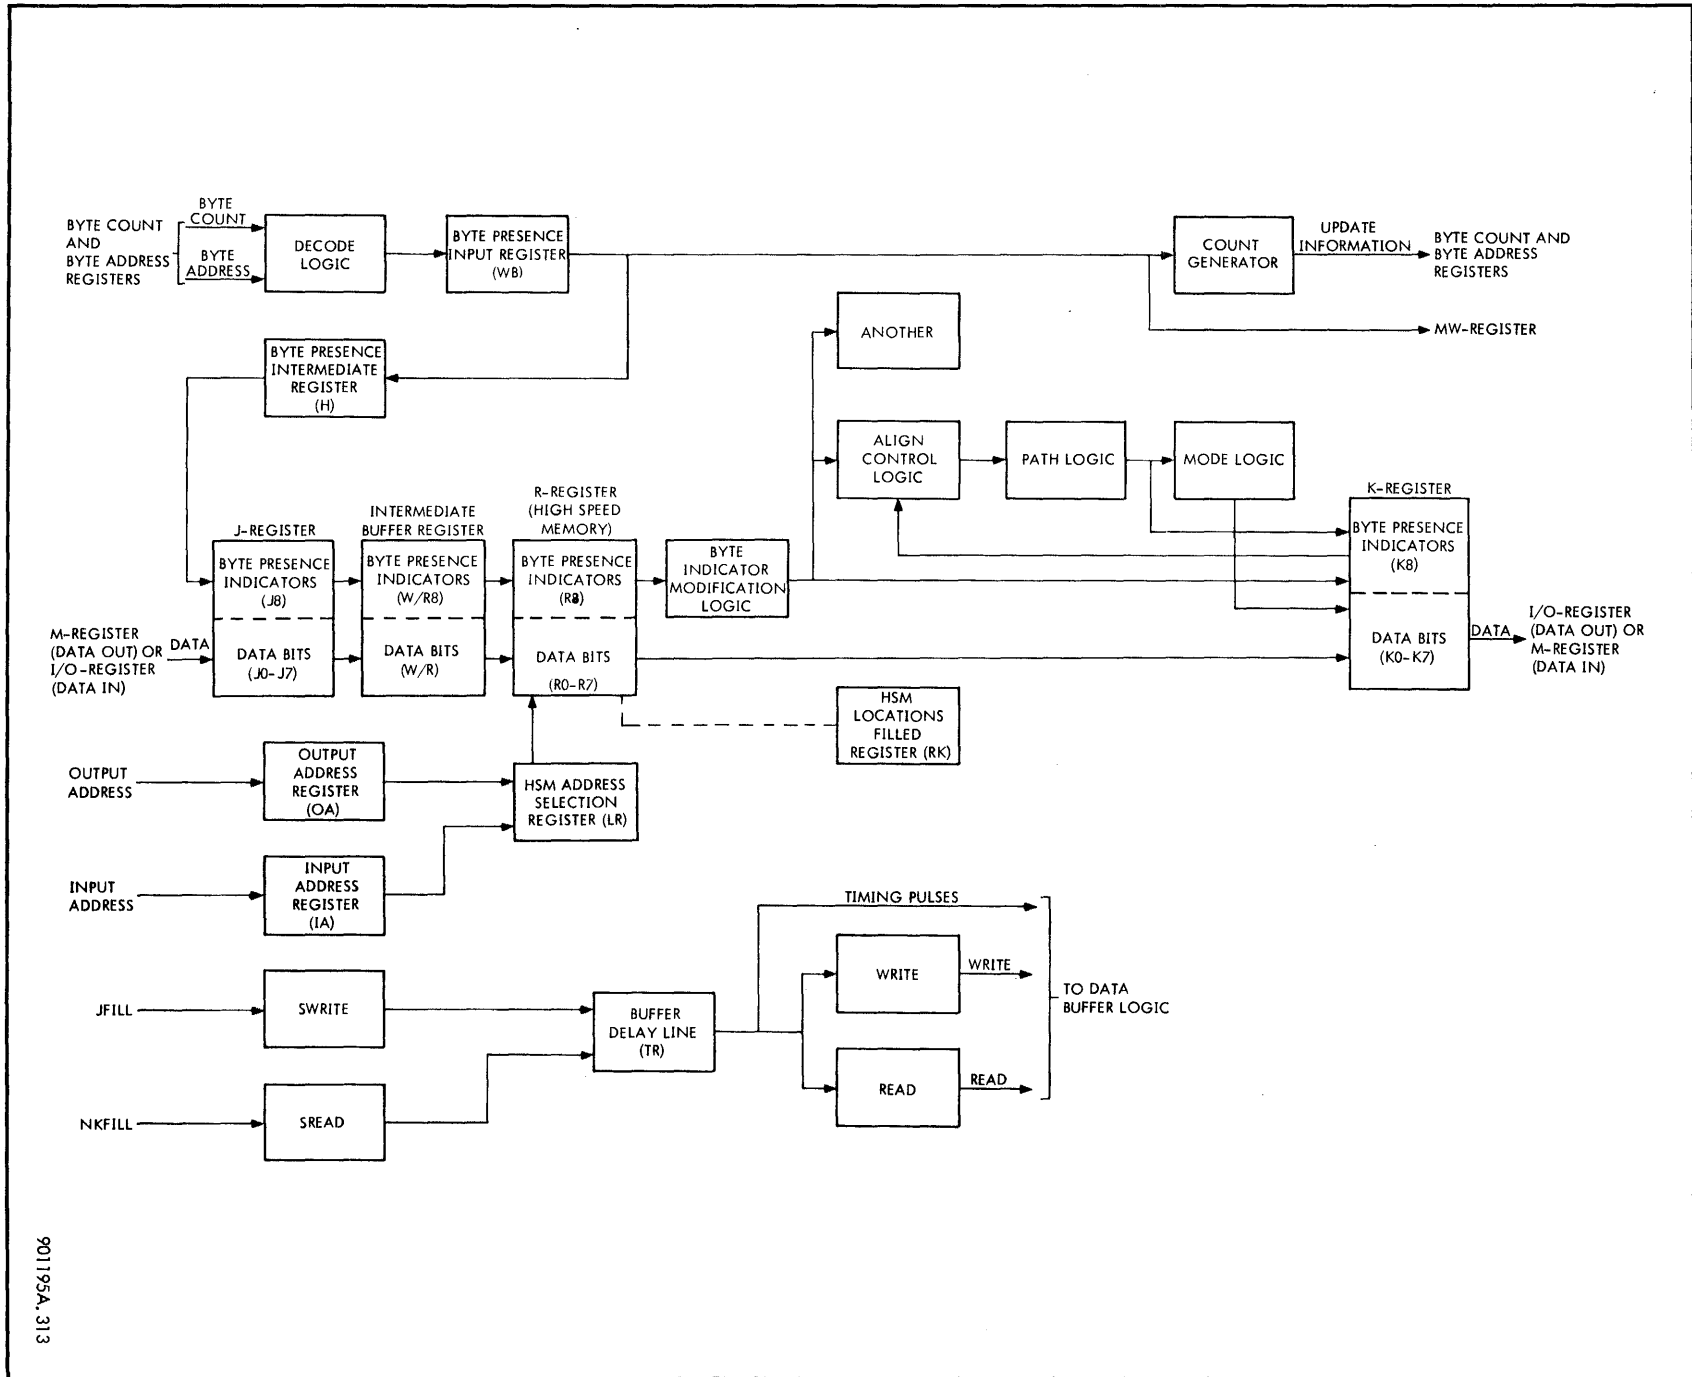 BYTE COUNT
AND
BYTE ADDRESS
REGISTERS
BYTE
COUNT
BYTE
ADDRESS
DECODE
LOGIC
BYTE PRESENCE
INPUT REGISTER
(WB)
COUNT
GENERATOR
UPDATE
INFORMATION
BYTE COUNT AND
BYTE ADDRESS
REGISTERS
MW-REGISTER
ANOTHER
BYTE PRESENCE
INTERMEDIATE
REGISTER
(H)
ALIGN
CONTROL
LOGIC
PATH LOGIC
MODE LOGIC
J-REGISTER
INTERMEDIATE
BUFFER REGISTER
R-REGISTER
(HIGH SPEED
MEMORY)
K-REGISTER
BYTE PRESENCE
INDICATORS
(J8)
BYTE PRESENCE
INDICATORS
(W/R8)
BYTE PRESENCE
INDICATORS
(R8)
BYTE
INDICATOR
MODIFICATION
LOGIC
BYTE PRESENCE
INDICATORS
(K8)
M-REGISTER
(DATA OUT) OR
I/O-REGISTER
(DATA IN)
DATA
DATA BITS
(J0-J7)
DATA BITS
(W/R)
DATA BITS
(R0-R7)
DATA BITS
(K0-K7)
DATA
I/O-REGISTER
(DATA OUT) OR
M-REGISTER
(DATA IN)
HSM
LOCATIONS
FILLED
REGISTER (RK)
OUTPUT
ADDRESS
OUTPUT
ADDRESS
REGISTER
(OA)
HSM ADDRESS
SELECTION
REGISTER (LR)
INPUT
ADDRESS
INPUT
ADDRESS
REGISTER
(IA)
TIMING PULSES
WRITE
WRITE
TO DATA
BUFFER LOGIC
JFILL
SWRITE
BUFFER
DELAY LINE
(TR)
READ
READ
NKFILL
SREAD
901195A.313